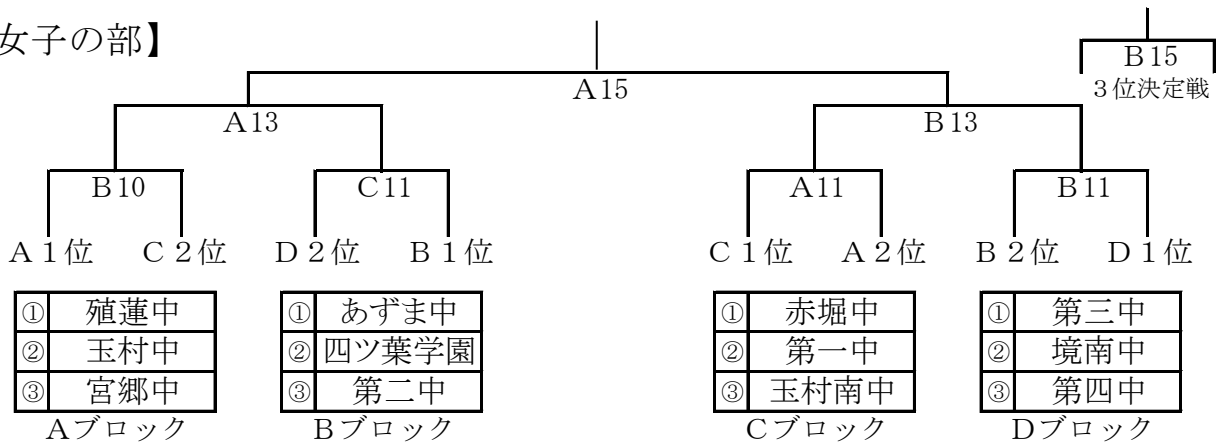 女子の部】
B15
3位決定戦
A15
A13 B13
B10 C11 A11 B11
A1位 C2位 D2位 B1位 C1位 A2位 B2位 D1位
① 殖蓮中 ① あずま中 ① 赤堀中 ① 第三中
② 玉村中 ② 四ツ葉学園 ② 第一中 ② 境南中
③ 宮郷中 ③ 第二中 ③ 玉村南中 ③ 第四中
Aブロック Bブロック Cブロック Dブロック